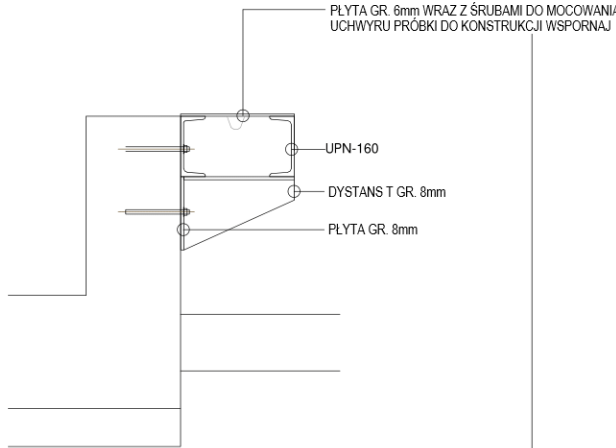 PŁYTA GR. 6mm WRAZ Z ŚRUBAMI DO MOCOWANIA
UCHWYRU PRÓBKI DO KONSTRUKCJI WSPORNAJ
UPN-160
DYSTANS T GR. 8mm
PŁYTA GR. 8mm